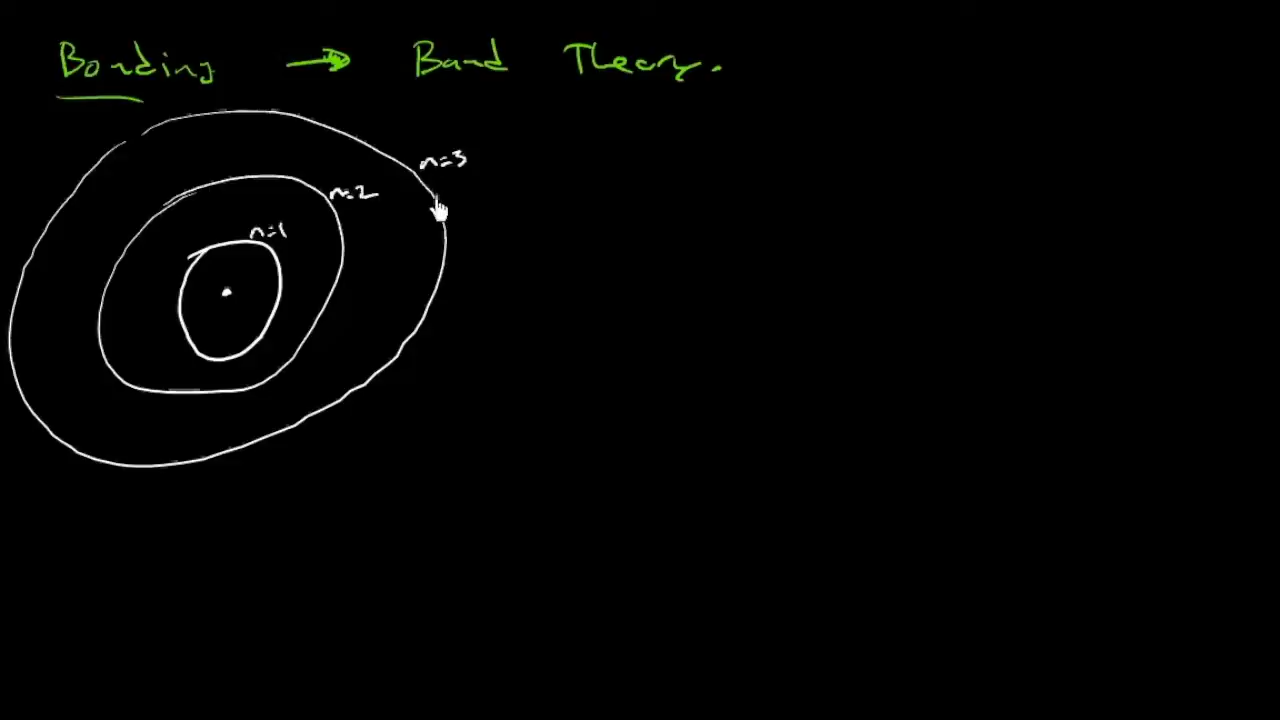 Bonding → Band Theory.
n=3
n=2
n=1